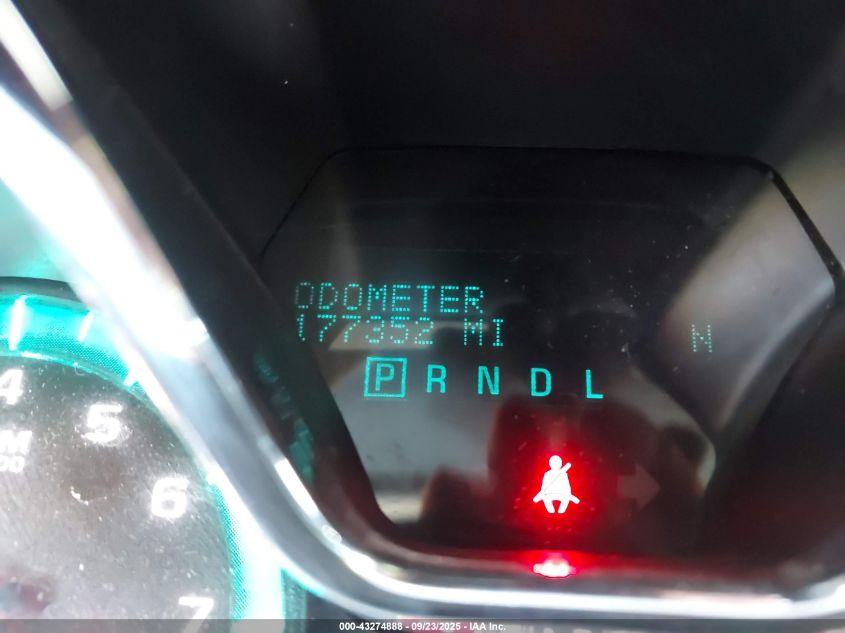 ODOMETER
177352 MI
N
P R N D L
4
5
6
7
000-43274888 - 09/23/2025 - IAA Inc.